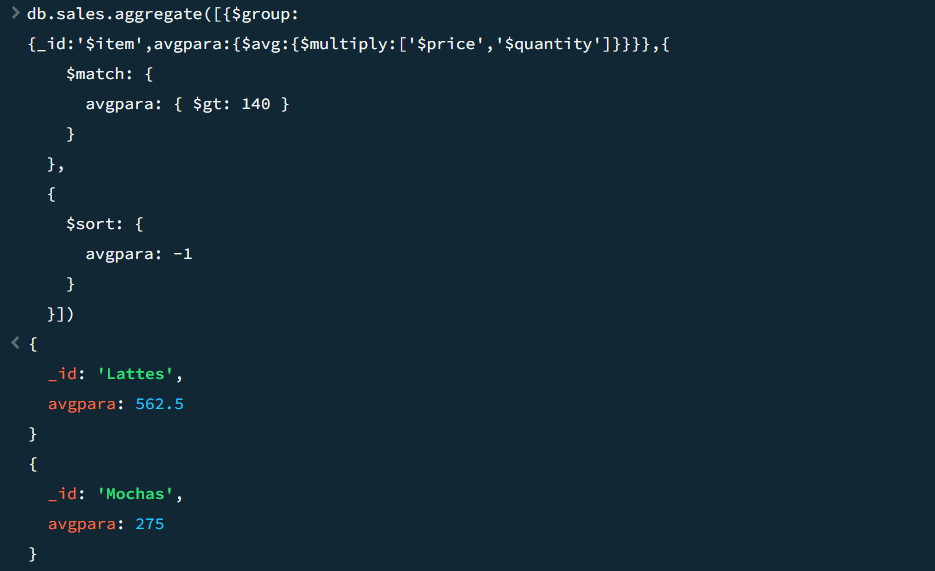 db.sales.aggregate([{$group:
{_id:'$item',avgpara:{$avg:{$multiply:['$price','$quantity']}}}},{
    $match: {
      avgpara: { $gt: 140 }
    }
  },
  {
    $sort: {
      avgpara: -1
    }
  }])
{
  _id: 'Lattes',
  avgpara: 562.5
}
{
  _id: 'Mochas',
  avgpara: 275
}